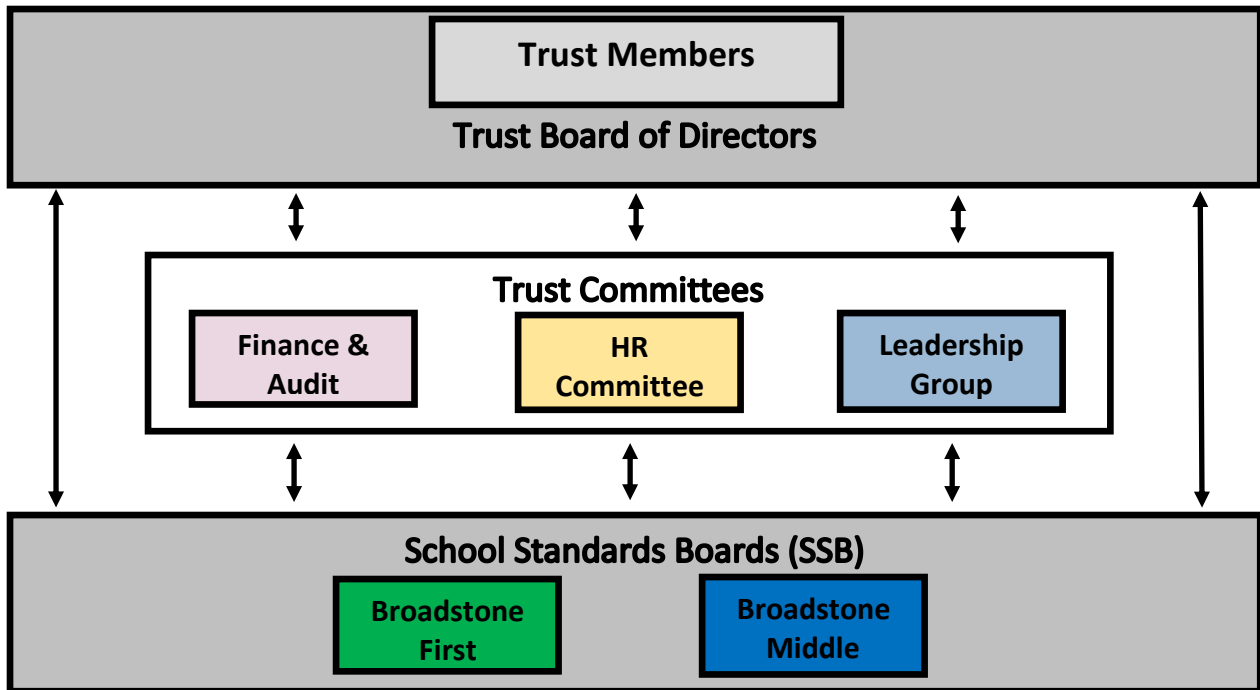 Trust Members
Trust Board of Directors
Trust Committees
Finance &
Audit
HR
Committee
Leadership
Group
School Standards Boards (SSB)
Broadstone
First
Broadstone
Middle